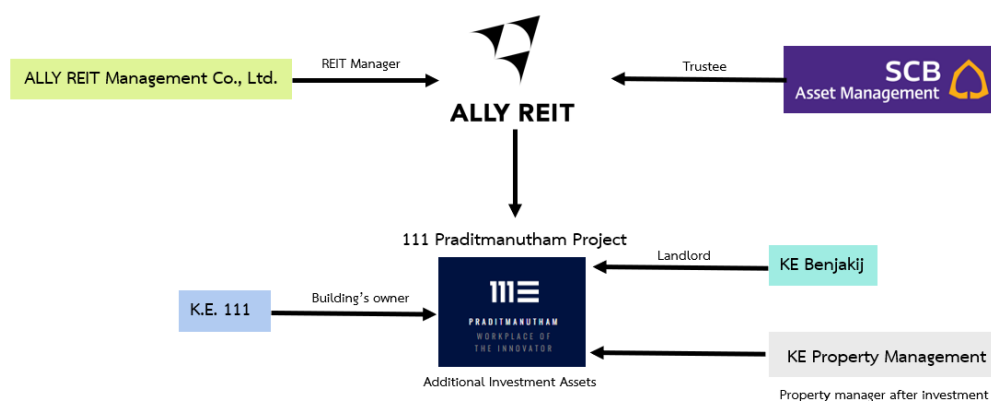 ALLY REIT Management Co., Ltd.
REIT Manager
ALLY REIT
Trustee
SCB
Asset Management
111 Praditmanutham Project
Landlord
KE Benjakij
K.E. 111
Building's owner
111
PRADITMANUTHAM
WORKPLACE OF
THE INNOVATOR
KE Property Management
Additional Investment Assets
Property manager after investment